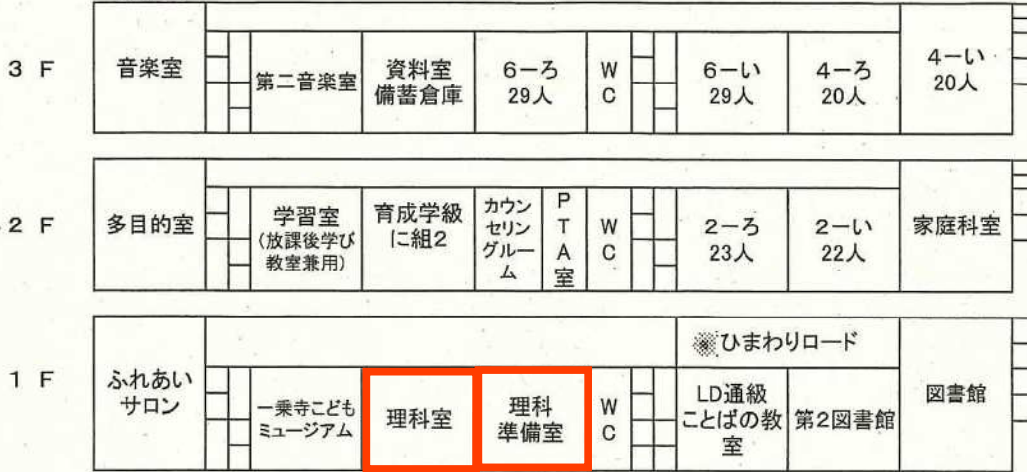 3 F
音楽室
第二音楽室
資料室
備蓄倉庫
6ーろ
29人
W
C
6ーい
29人
4ーろ
20人
4ーい
20人
2 F
多目的室
学習室
(放課後学び
教室兼用)
育成学級
に組2
カウン
セリン
グルー
ム
P
T
A
室
W
C
2ーろ
23人
2ーい
22人
家庭科室
1 F
ふれあい
サロン
一乗寺こども
ミュージアム
理科室
理科
準備室
W
C
ひまわりロード
LD通級
ことばの教
室
第2図書館
図書館